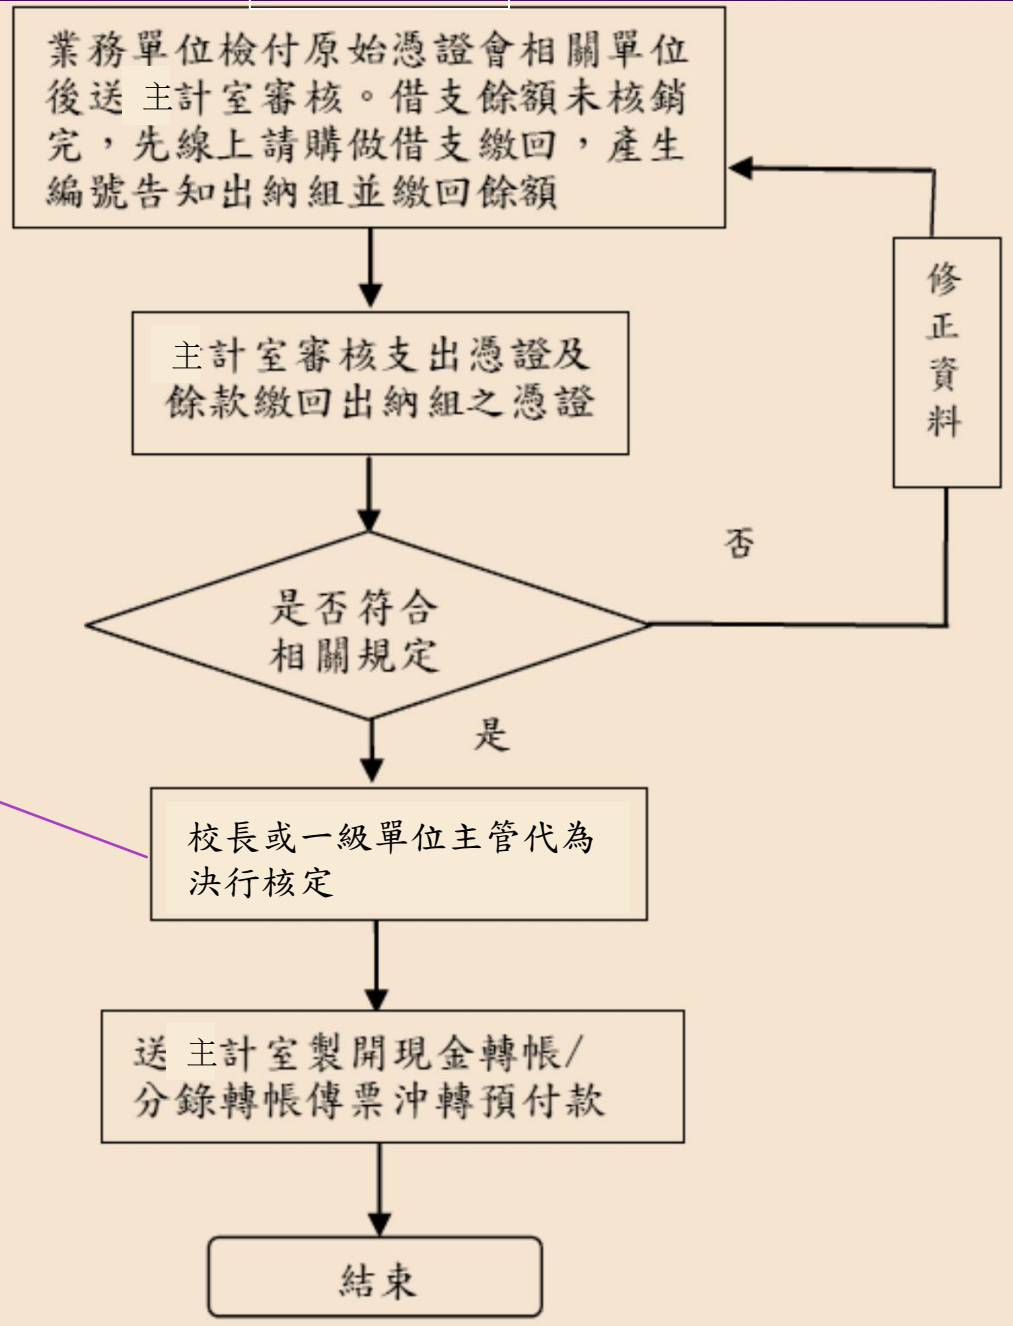 業務單位檢付原始憑證會相關單位
後送主計室審核。借支餘額未核銷
完，先線上請購做借支繳回，產生
編號告知出納組並繳回餘額
修
正
資
料
主計室審核支出憑證及
餘款繳回出納組之憑證
否
是否符合
相關規定
是
校長或一級單位主管代為
決行核定
送主計室製開現金轉帳/
分錄轉帳傳票沖轉預付款
結束